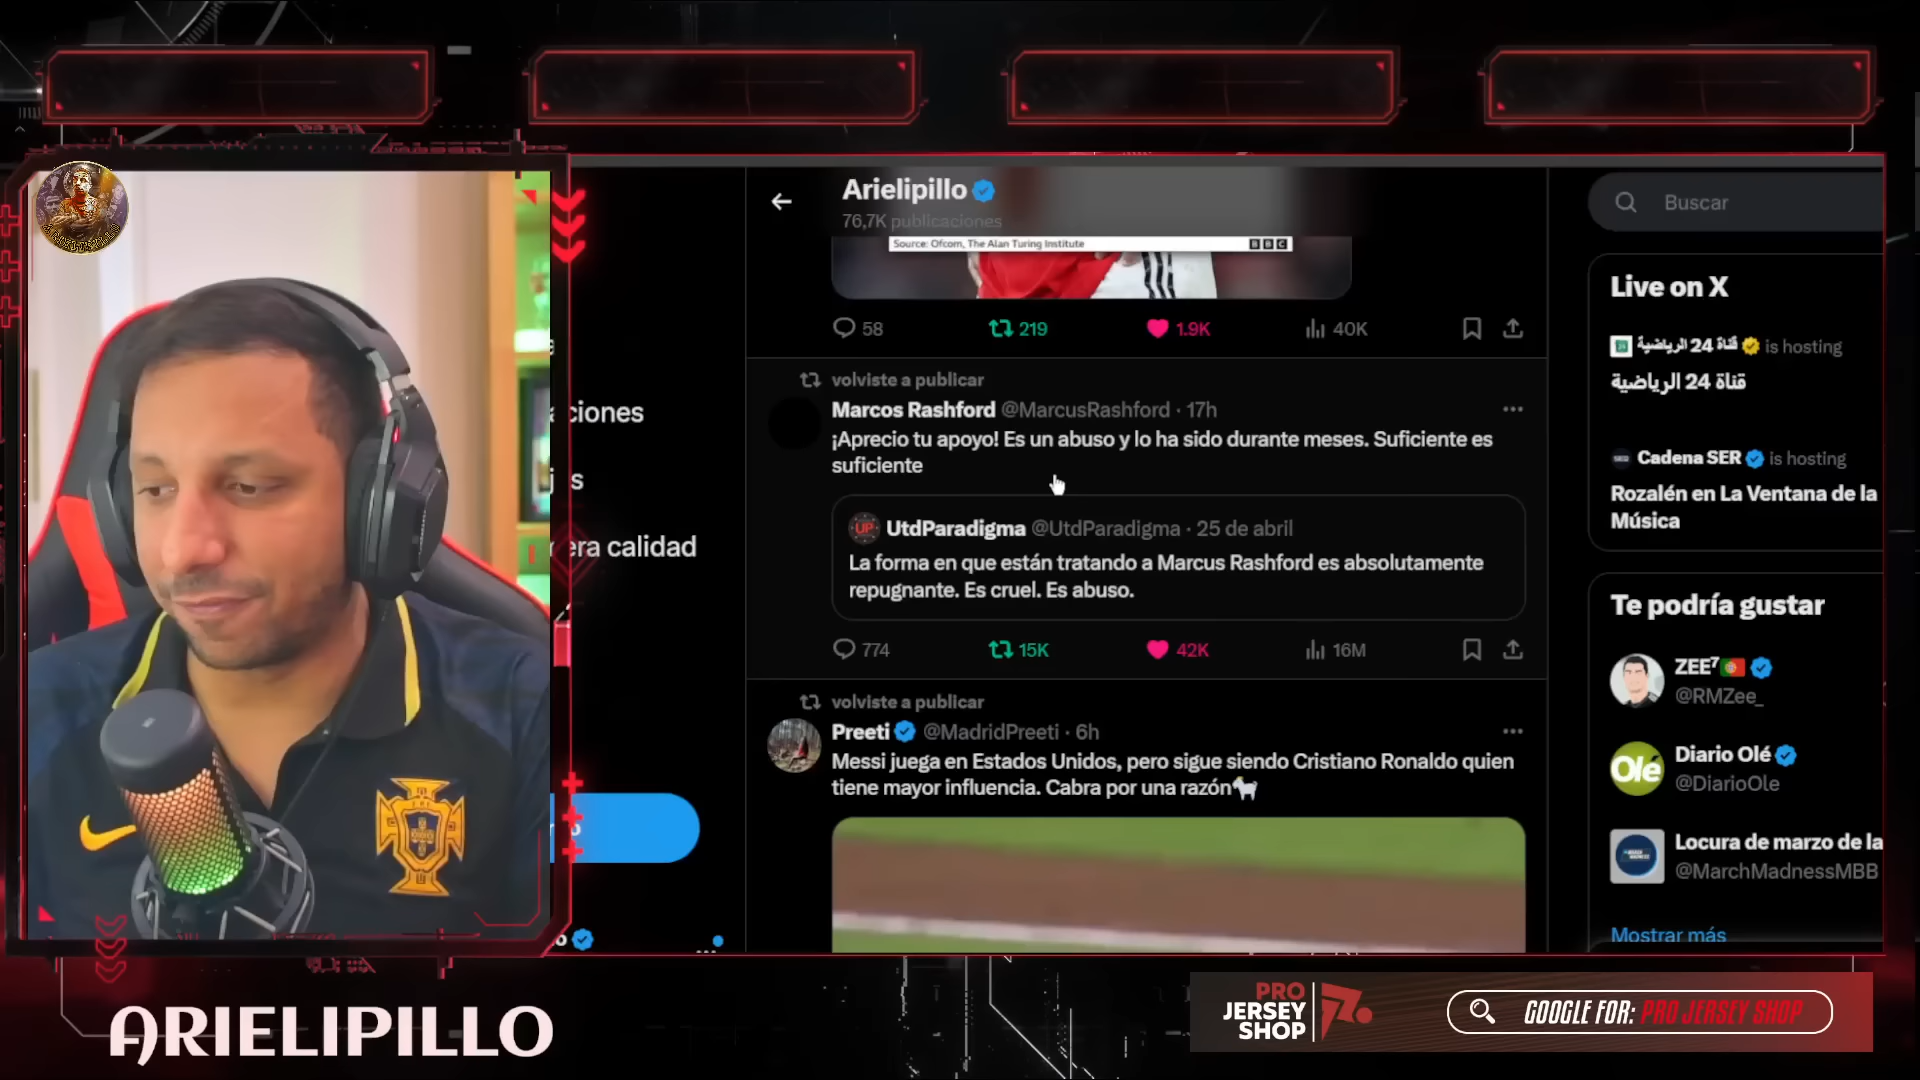 Arielipillo
76,7K publicaciones
Source: Ofcom, The Alan Turing Institute
BBC
58
219
1.9K
40K
volviste a publicar
Marcos Rashford @MarcusRashford · 17h
¡Aprecio tu apoyo! Es un abuso y lo ha sido durante meses. Suficiente es
suficiente
UP
UtdParadigma @UtdParadigma · 25 de abril
La forma en que están tratando a Marcus Rashford es absolutamente
repugnante. Es cruel. Es abuso.
774
15K
42K
16M
volviste a publicar
Preeti @MadridPreeti · 6h
Messi juega en Estados Unidos, pero sigue siendo Cristiano Ronaldo quien
tiene mayor influencia. Cabra por una razón🐐
ciones
s
era calidad
o
Buscar
Live on X
قناة 24 الرياضية is hosting
قناة 24 الرياضية
Cadena SER is hosting
Rozalén en La Ventana de la
Música
Te podría gustar
ZEE⁷🇵🇹
@RMZee_
Olé
Diario Olé
@DiarioOle
Locura de marzo de la
@MarchMadnessMBB
Mostrar más
ARIELIPILLO
PRO
JERSEY
SHOP
GOOGLE FOR: PRO JERSEY SHOP